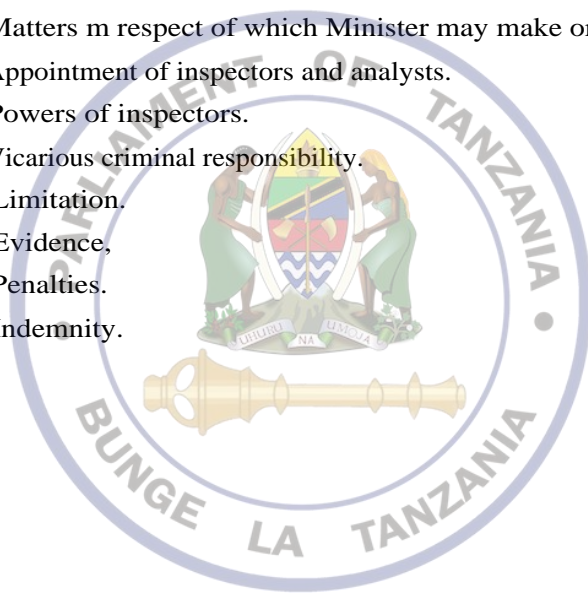 Matters m respect of which Minister may make or
Appointment of inspectors and analysts.
Powers of inspectors.
Vicarious criminal responsibility.
Limitation.
Evidence,
Penalties.
Indemnity.
PARLIAMENT OF TANZANIA
UHURU NA UMOJA
BUNGE LA TANZANIA